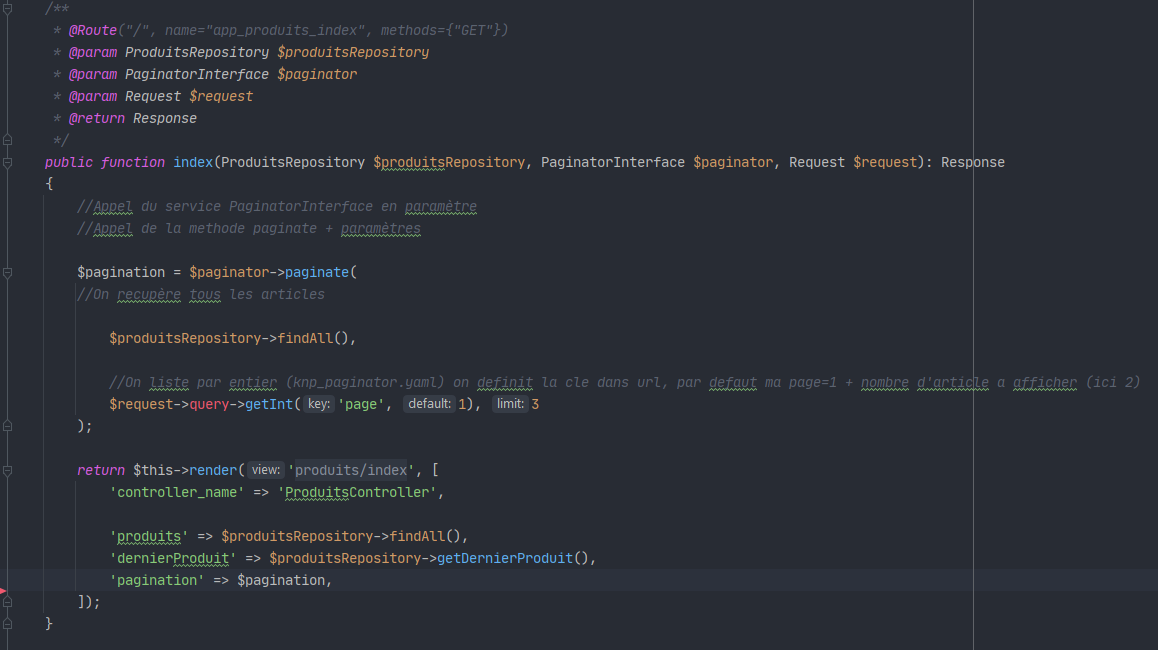 /**
 * @Route("/", name="app_produits_index", methods={"GET"})
 * @param ProduitsRepository $produitsRepository
 * @param PaginatorInterface $paginator
 * @param Request $request
 * @return Response
 */
public function index(ProduitsRepository $produitsRepository, PaginatorInterface $paginator, Request $request): Response
{
    //Appel du service PaginatorInterface en paramètre
    //Appel de la methode paginate + paramètres
    $pagination = $paginator->paginate(
    //On recupère tous les articles
        $produitsRepository->findAll(),
        //On liste par entier (knp_paginator.yaml) on definit la cle dans url, par defaut ma page=1 + nombre d'article a afficher (ici 2)
        $request->query->getInt( key: 'page', default: 1), limit: 3
    );
    return $this->render( view: 'produits/index', [
        'controller_name' => 'ProduitsController',
        'produits' => $produitsRepository->findAll(),
        'dernierProduit' => $produitsRepository->getDernierProduit(),
        'pagination' => $pagination,
    ]);
}